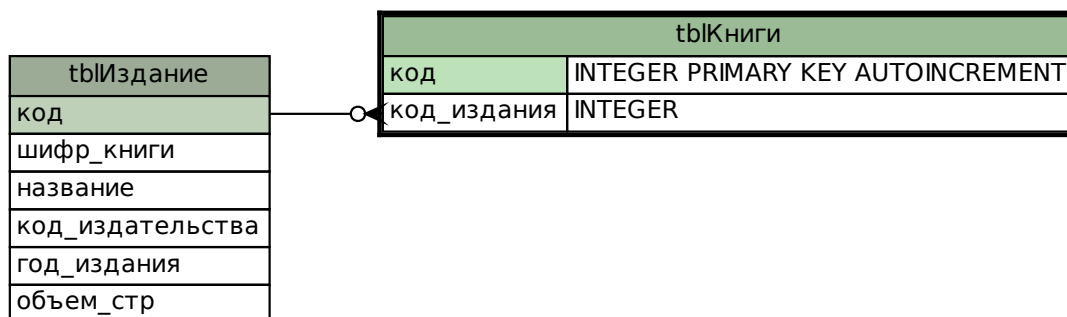 tblКниги
код INTEGER PRIMARY KEY AUTOINCREMENT
код_издания INTEGER
tblИздание
код
шифр_книги
название
код_издательства
год_издания
объем_стр